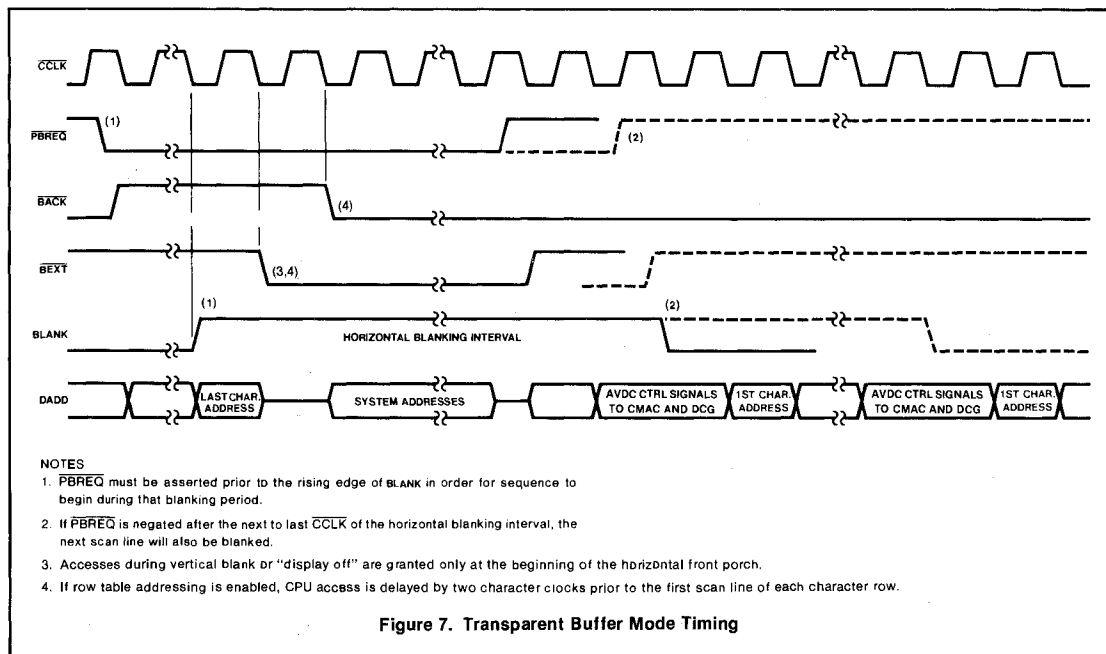 CCLK
(1)
PBREQ
(2)
BACK
(4)
BEXT
(3,4)
(1)
(2)
BLANK
HORIZONTAL BLANKING INTERVAL
DADD
LAST CHAR.
ADDRESS
SYSTEM ADDRESSES
AVDC CTRL SIGNALS
TO CMAC AND DCG
1ST CHAR.
ADDRESS
AVDC CTRL SIGNALS
TO CMAC AND DCG
1ST CHAR.
ADDRESS
NOTES
1. PBREQ must be asserted prior to the rising edge of BLANK in order for sequence to
begin during that blanking period.
2. If PBREQ is negated after the next to last CCLK of the horizontal blanking interval, the
next scan line will also be blanked.
3. Accesses during vertical blank or "display off" are granted only at the beginning of the horizontal front porch.
4. If row table addressing is enabled, CPU access is delayed by two character clocks prior to the first scan line of each character row.
Figure 7. Transparent Buffer Mode Timing